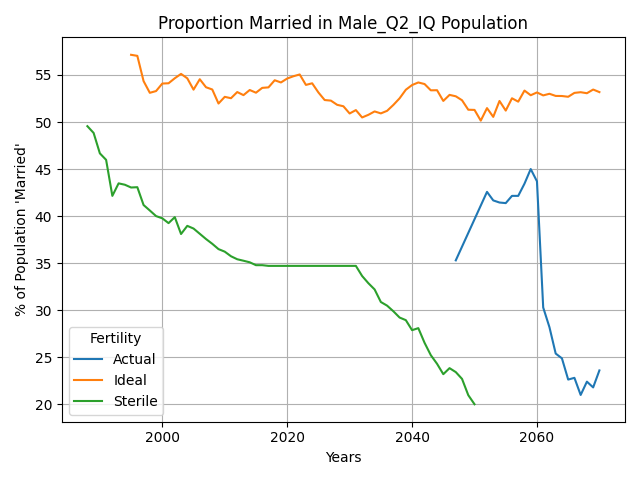 Proportion Married in Male_Q2_IQ Population
% of Population 'Married'
55
50
45
40
35
30
25
20
Fertility
Actual
Ideal
Sterile
2000
2020
2040
2060
Years